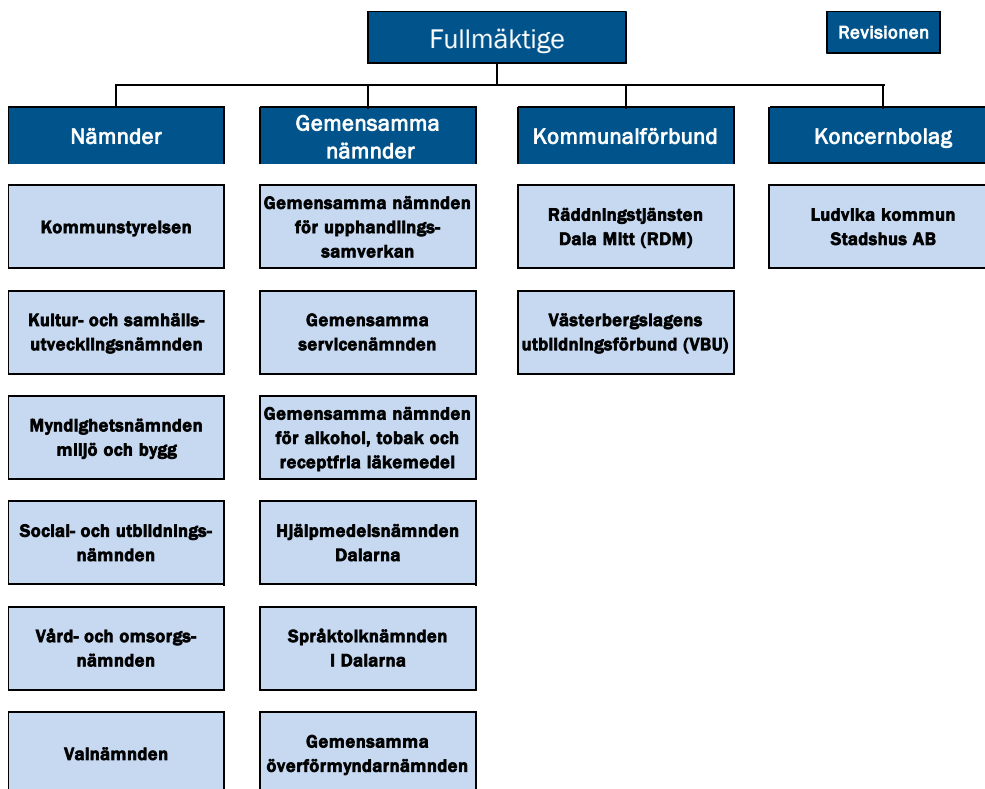 Fullmäktige
Revisionen
Nämnder
Gemensamma
nämnder
Kommunalförbund
Koncernbolag
Kommunstyrelsen
Gemensamma nämnden
för upphandlings-
samverkan
Räddningstjänsten
Dala Mitt (RDM)
Ludvika kommun
Stadshus AB
Kultur- och samhälls-
utvecklingsnämnden
Gemensamma
servicenämnden
Västerbergslagens
utbildningsförbund (VBU)
Myndighetsnämnden
miljö och bygg
Gemensamma nämnden
för alkohol, tobak och
receptfria läkemedel
Social- och utbildnings-
nämnden
Hjälpmedelsnämnden
Dalarna
Vård- och omsorgs-
nämnden
Språktolknämnden
i Dalarna
Valnämnden
Gemensamma
överförmyndarnämnden